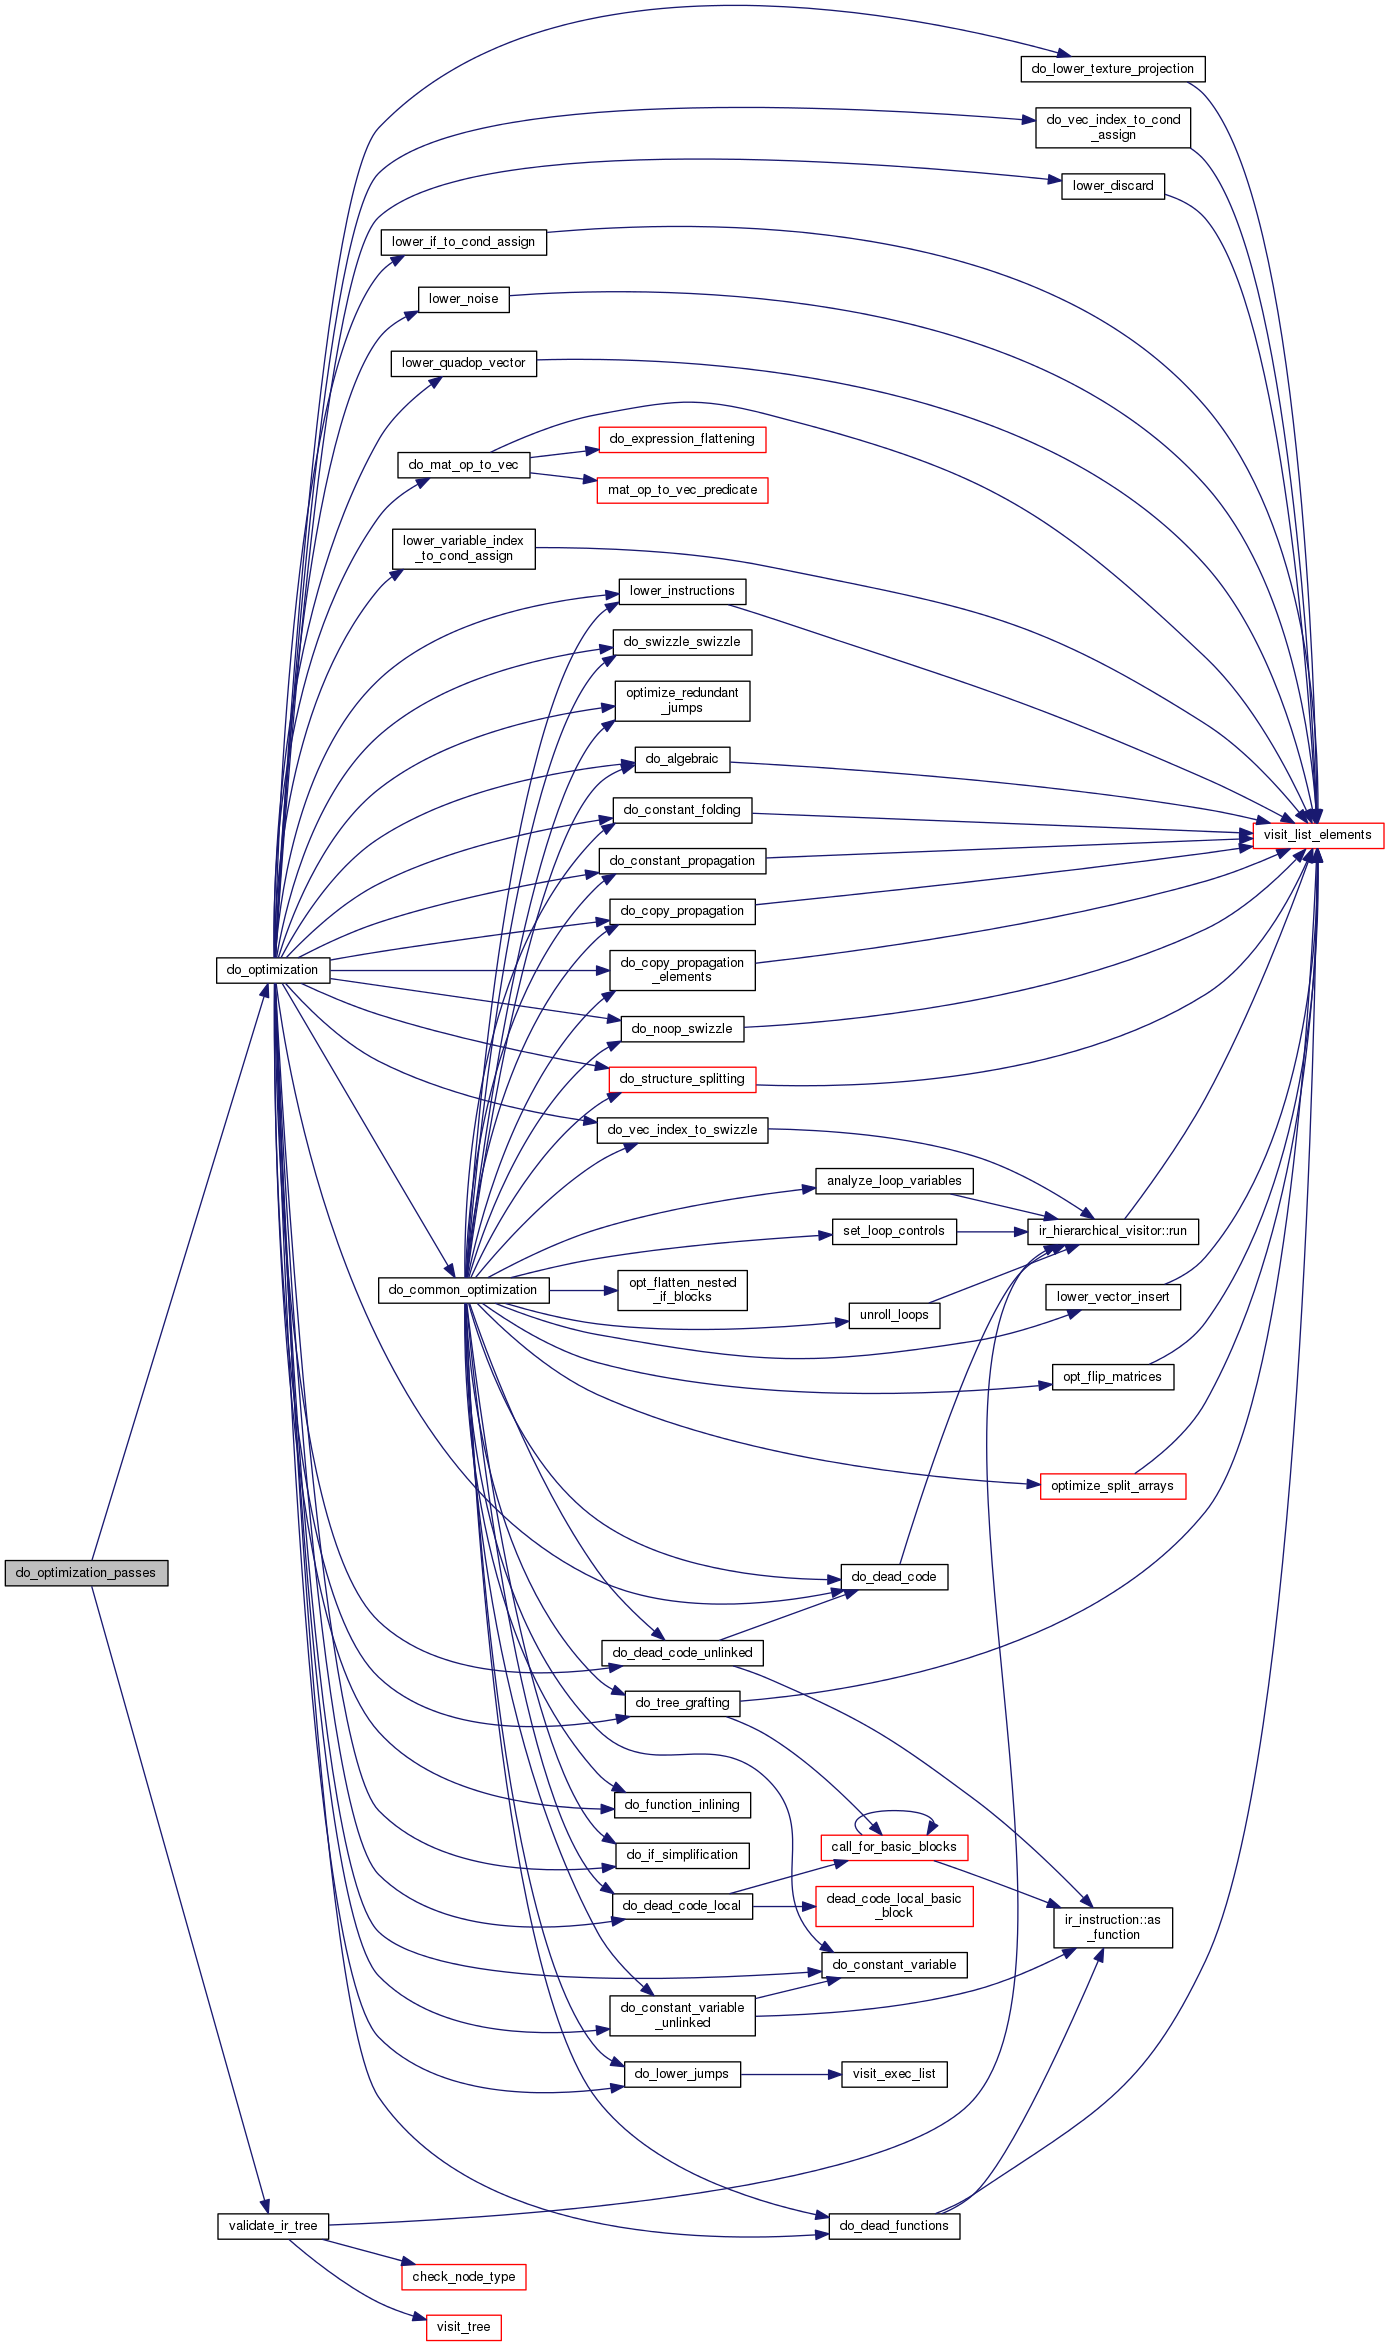 do_lower_texture_projection
do_vec_index_to_cond
_assign
lower_discard
lower_if_to_cond_assign
lower_noise
lower_quadop_vector
do_expression_flattening
do_mat_op_to_vec
mat_op_to_vec_predicate
lower_variable_index
_to_cond_assign
lower_instructions
do_swizzle_swizzle
optimize_redundant
_jumps
do_algebraic
do_constant_folding
visit_list_elements
do_constant_propagation
do_copy_propagation
do_copy_propagation
_elements
do_optimization
do_noop_swizzle
do_structure_splitting
do_vec_index_to_swizzle
analyze_loop_variables
set_loop_controls
ir_hierarchical_visitor::run
do_common_optimization
opt_flatten_nested
_if_blocks
lower_vector_insert
unroll_loops
opt_flip_matrices
optimize_split_arrays
do_optimization_passes
do_dead_code
do_dead_code_unlinked
do_tree_grafting
do_function_inlining
call_for_basic_blocks
do_if_simplification
do_dead_code_local
dead_code_local_basic
_block
ir_instruction::as
_function
do_constant_variable
do_constant_variable
_unlinked
do_lower_jumps
visit_exec_list
validate_ir_tree
do_dead_functions
check_node_type
visit_tree